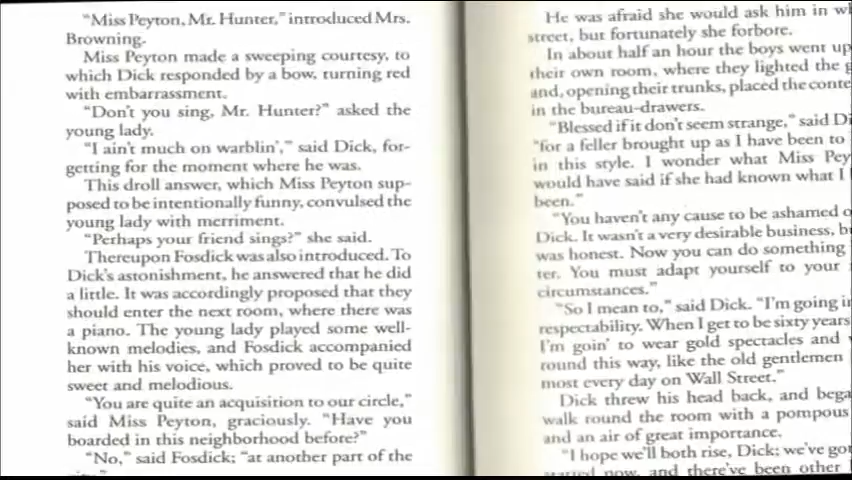 “Miss Peyton, Mr. Hunter,” introduced Mrs.
Browning.
Miss Peyton made a sweeping courtesy, to
which Dick responded by a bow, turning red
with embarrassment.
“Don't you sing, Mr. Hunter?” asked the
young lady.
“I ain't much on warblin',” said Dick, for-
getting for the moment where he was.
This droll answer, which Miss Peyton sup-
posed to be intentionally funny, convulsed the
young lady with merriment.
“Perhaps your friend sings?” she said.
Thereupon Fosdick was also introduced. To
Dick's astonishment, he answered that he did
a little. It was accordingly proposed that they
should enter the next room, where there was
a piano. The young lady played some well-
known melodies, and Fosdick accompanied
her with his voice, which proved to be quite
sweet and melodious.
“You are quite an acquisition to our circle,”
said Miss Peyton, graciously. “Have you
boarded in this neighborhood before?”
“No,” said Fosdick; “at another part of the
He was afraid she would ask him in
street, but fortunately she forbore.
In about half an hour the boys went up
their own room, where they lighted the
and, opening their trunks, placed the conte
in the bureau-drawers.
“Blessed if it don't seem strange,” said Di
“for a feller brought up as I have been to
in this style. I wonder what Miss Pey
would have said if she had known what I
been.”
“You haven't any cause to be ashamed o
Dick. It wasn't a very desirable business, b
was honest. Now you can do something
ter. You must adapt yourself to your
circumstances.”
“So I mean to,” said Dick. “I'm going in
respectability. When I get to be sixty years
I'm goin' to wear gold spectacles and
round this way, like the old gentlemen
most every day on Wall Street.”
Dick threw his head back, and bega
walk round the room with a pompous
and an air of great importance.
“I hope we'll both rise, Dick; we've got
started now, and there've been other